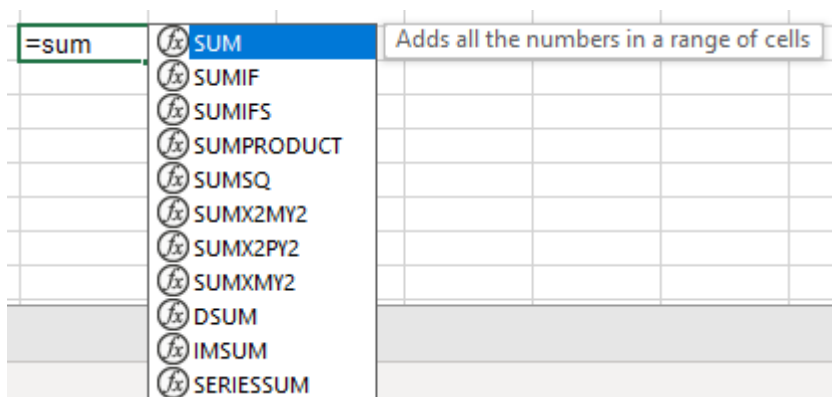 =sum
SUM
Adds all the numbers in a range of cells
SUMIF
SUMIFS
SUMPRODUCT
SUMSQ
SUMX2MY2
SUMX2PY2
SUMXMY2
DSUM
IMSUM
SERIESSUM